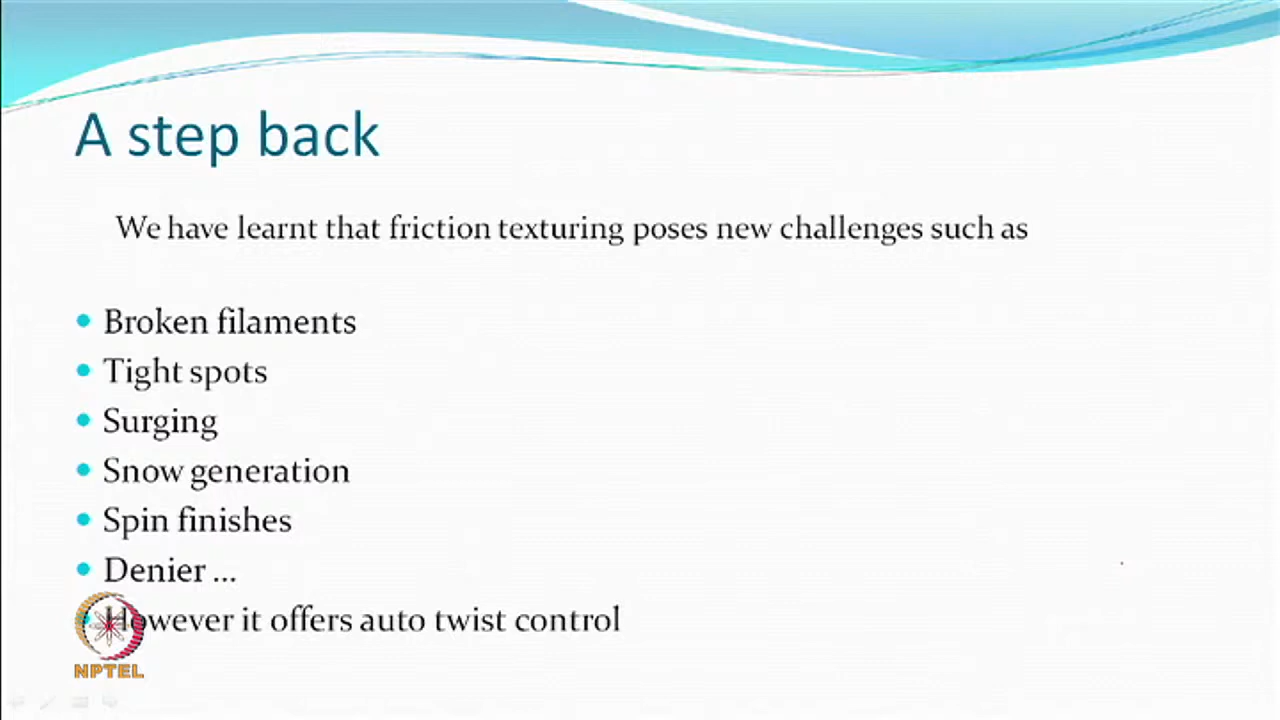 A step back
We have learnt that friction texturing poses new challenges such as
Broken filaments
Tight spots
Surging
Snow generation
Spin finishes
Denier ...
However it offers auto twist control
NPTEL